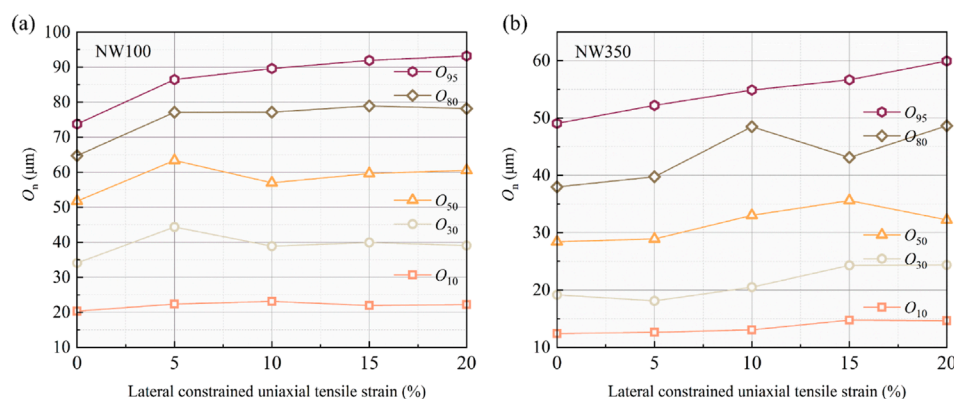 (a)
NW100
100
90
80
70
60
50
40
30
20
10
Oₙ (μm)
O₉₅
O₈₀
O₅₀
O₃₀
O₁₀
0 5 10 15 20
Lateral constrained uniaxial tensile strain (%)
(b)
NW350
60
50
40
30
20
10
Oₙ (μm)
O₉₅
O₈₀
O₅₀
O₃₀
O₁₀
0 5 10 15 20
Lateral constrained uniaxial tensile strain (%)